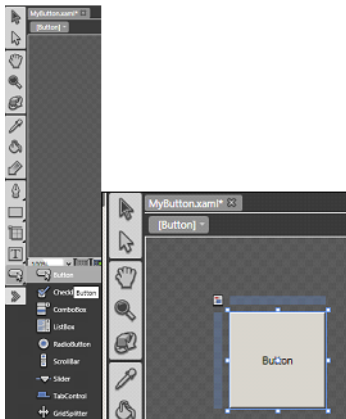 MyButton.xaml*
[Button]
Button
Button
ComboBox
ListBox
RadioButton
ScrollBar
Slider
TabControl
GridSplitter
MyButton.xaml*
[Button]
Button